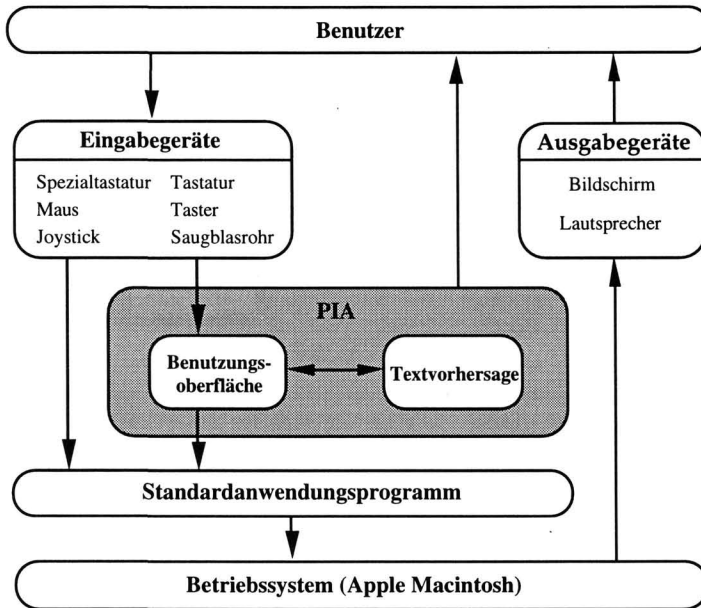 Benutzer
Eingabegeräte
Spezialtastatur Tastatur
Maus Taster
Joystick Saugblasrohr
Ausgabegeräte
Bildschirm
Lautsprecher
PIA
Benutzungs-
oberfläche
Textvorhersage
Standardanwendungsprogramm
Betriebssystem (Apple Macintosh)